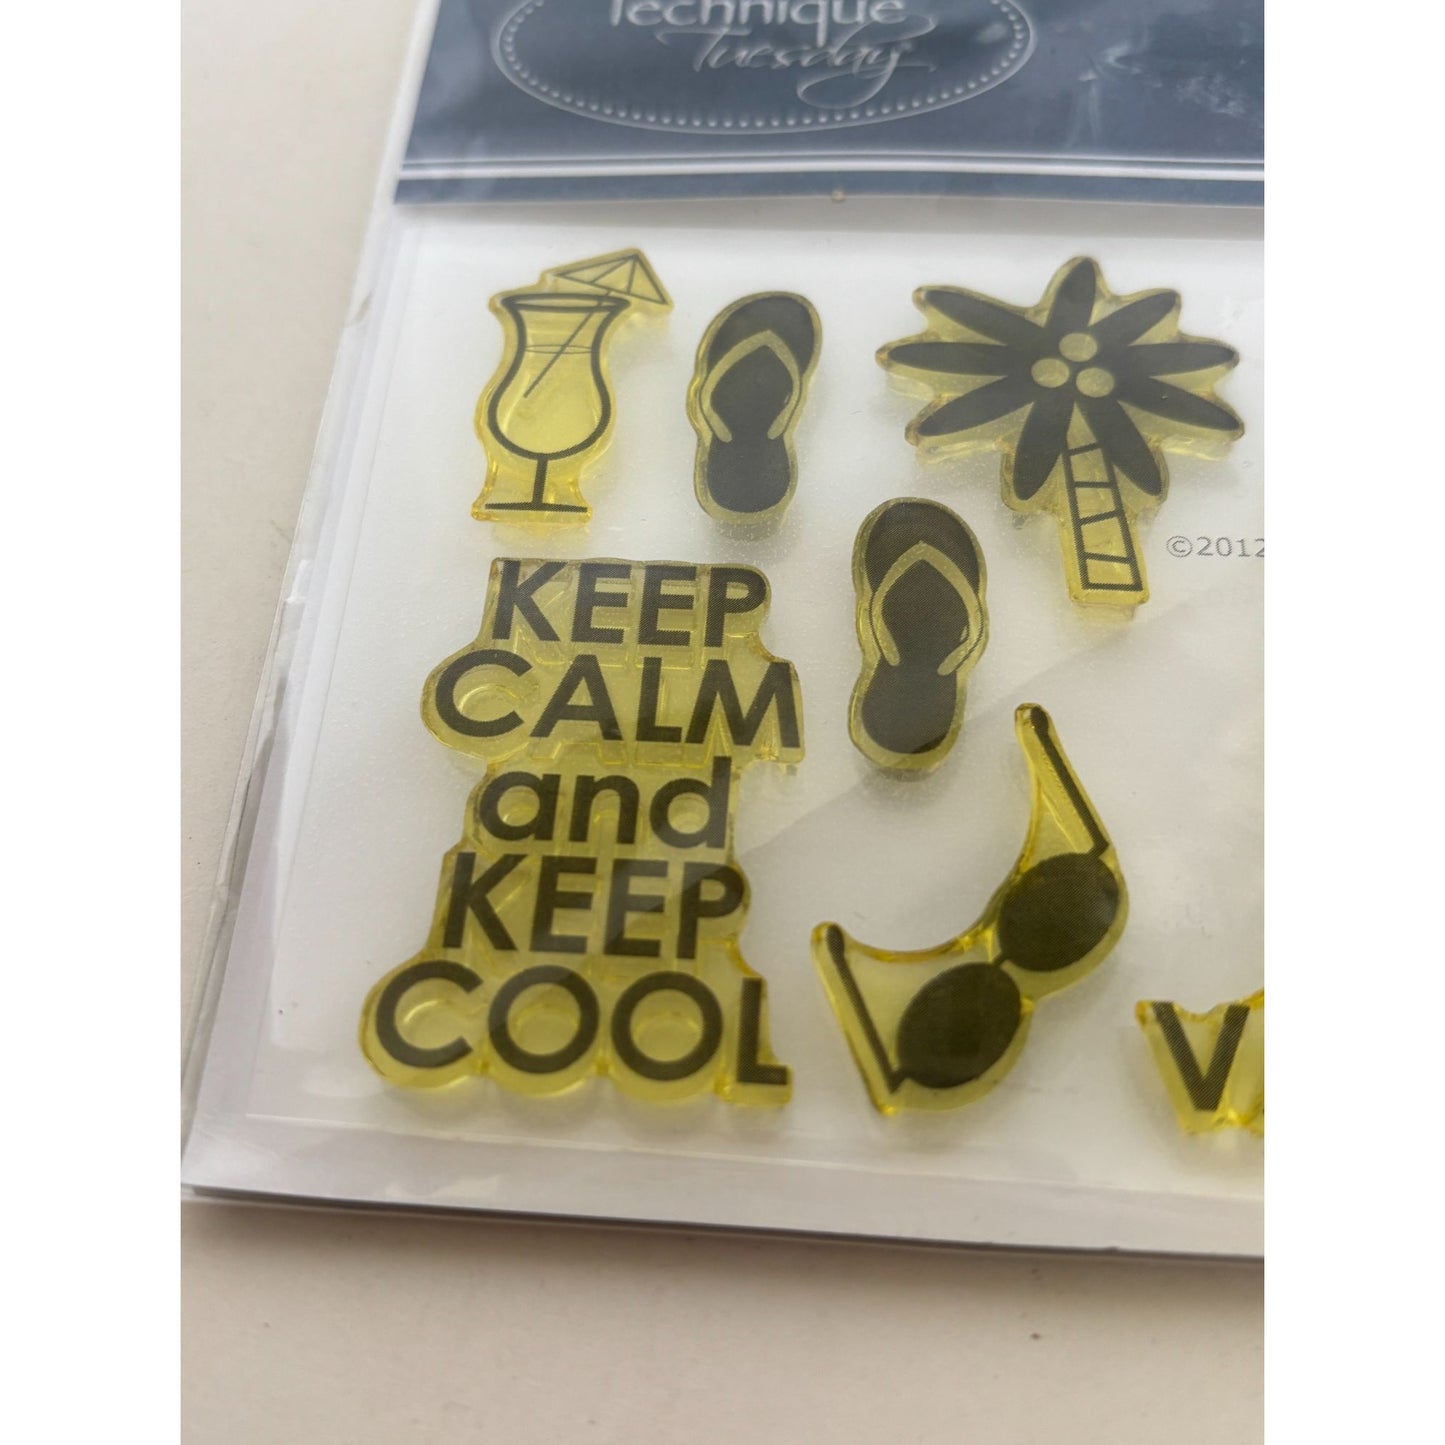 Technique
Tuesday
©2012
KEEP
CALM
and
KEEP
COOL